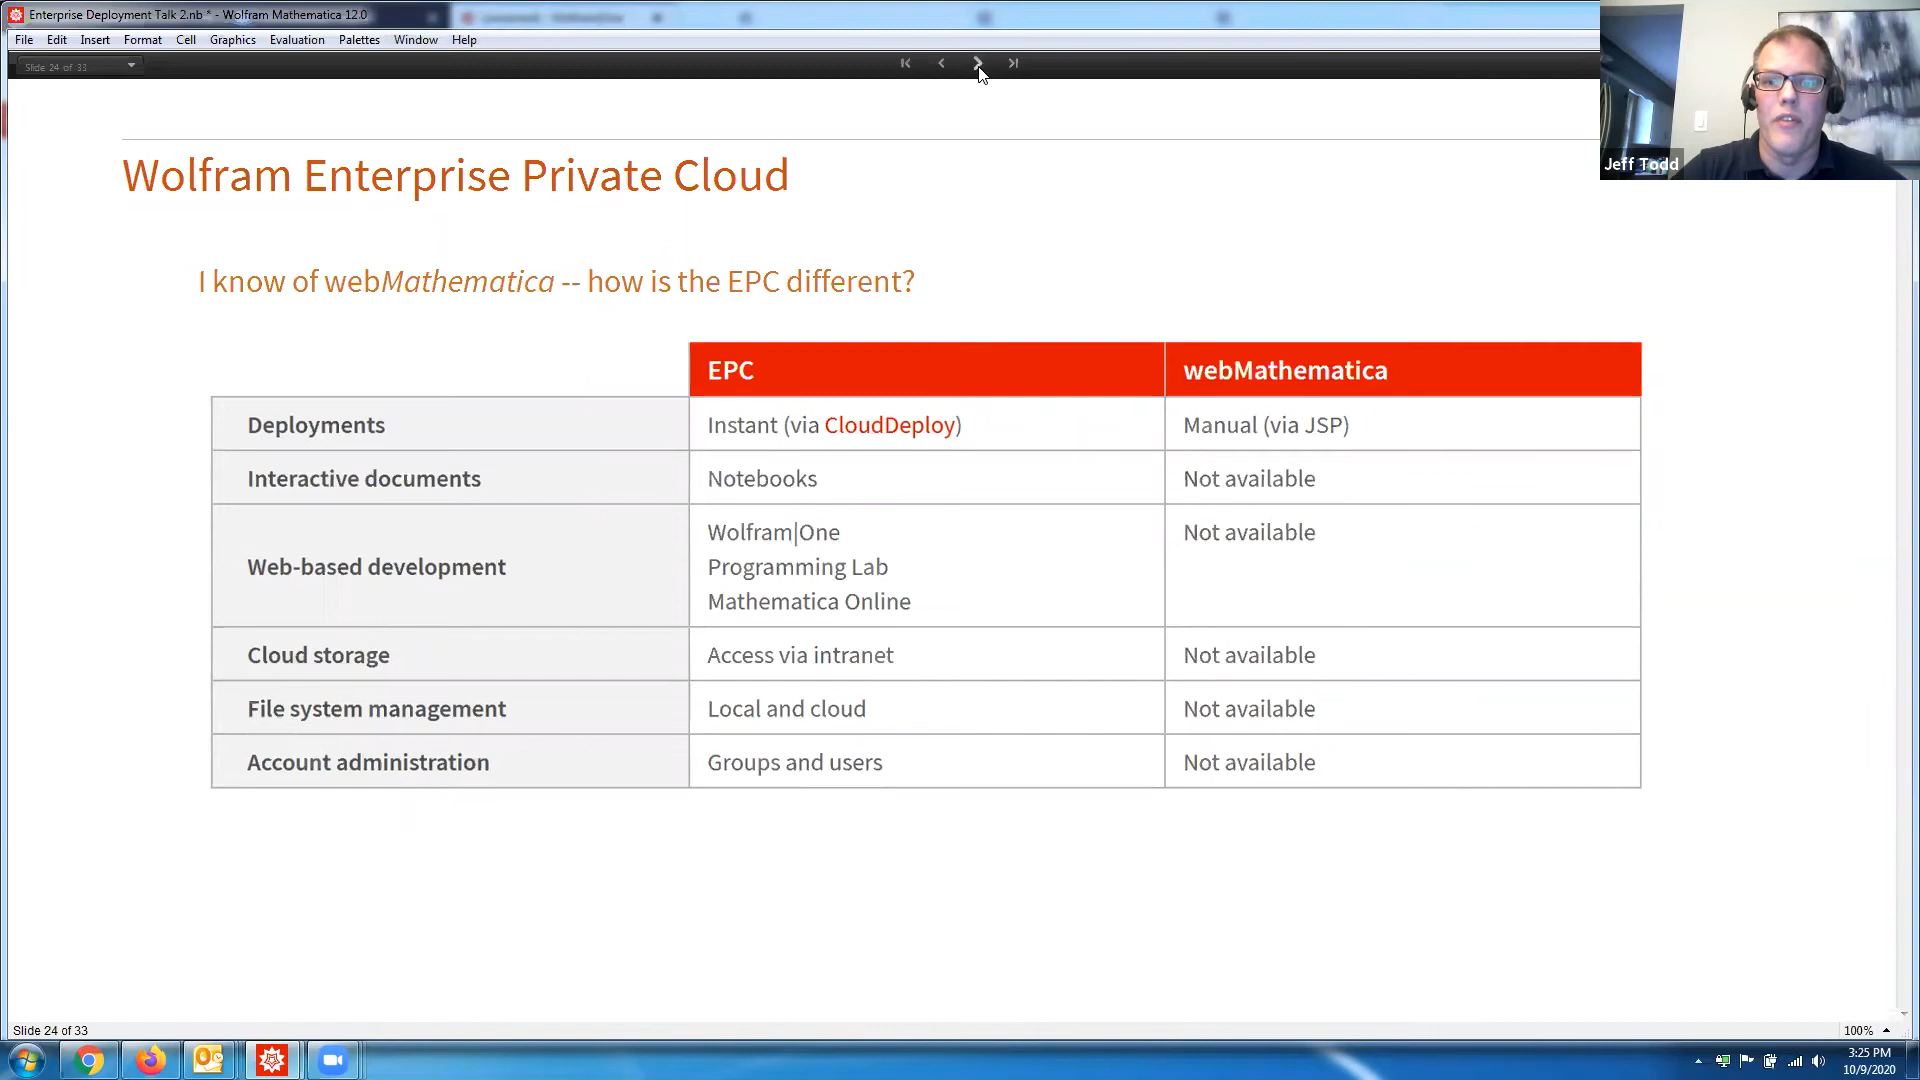 Enterprise Deployment Talk 2.nb * - Wolfram Mathematica 12.0
File Edit Insert Format Cell Graphics Evaluation Palettes Window Help
Slide 24 of 33
Jeff Todd
Wolfram Enterprise Private Cloud
I know of webMathematica -- how is the EPC different?
EPC webMathematica
Deployments Instant (via CloudDeploy) Manual (via JSP)
Interactive documents Notebooks Not available
Web-based development Wolfram|One Not available
Programming Lab
Mathematica Online
Cloud storage Access via intranet Not available
File system management Local and cloud Not available
Account administration Groups and users Not available
Slide 24 of 33 100%
3:25 PM
10/9/2020